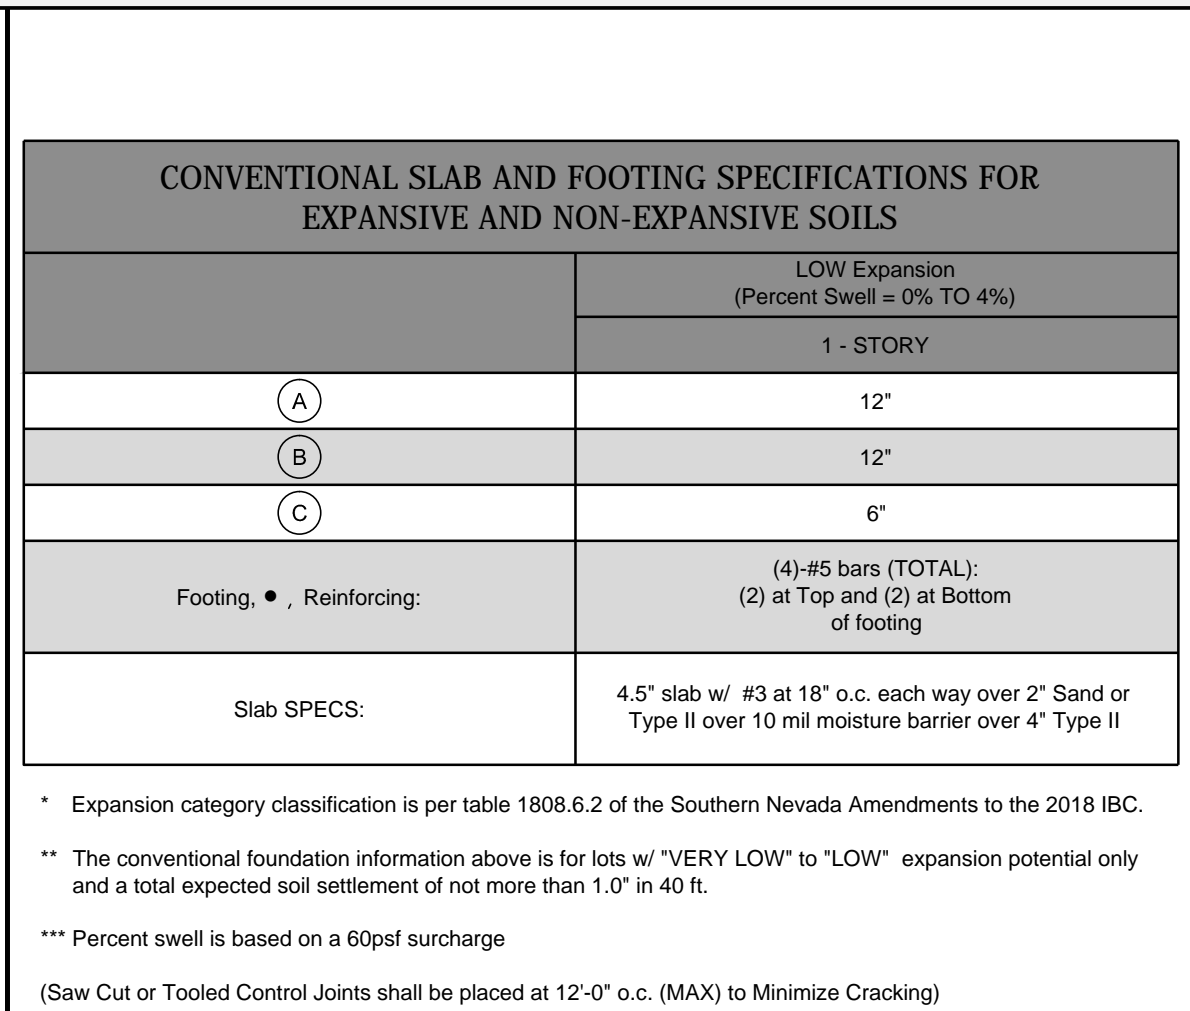 CONVENTIONAL SLAB AND FOOTING SPECIFICATIONS FOR
EXPANSIVE AND NON-EXPANSIVE SOILS
LOW Expansion
(Percent Swell = 0% TO 4%)
1 - STORY
A
12"
B
12"
C
6"
Footing, ● , Reinforcing:
(4)-#5 bars (TOTAL):
(2) at Top and (2) at Bottom
of footing
Slab SPECS:
4.5" slab w/ #3 at 18" o.c. each way over 2" Sand or
Type II over 10 mil moisture barrier over 4" Type II
* Expansion category classification is per table 1808.6.2 of the Southern Nevada Amendments to the 2018 IBC.
** The conventional foundation information above is for lots w/ "VERY LOW" to "LOW" expansion potential only
and a total expected soil settlement of not more than 1.0" in 40 ft.
*** Percent swell is based on a 60psf surcharge
(Saw Cut or Tooled Control Joints shall be placed at 12'-0" o.c. (MAX) to Minimize Cracking)